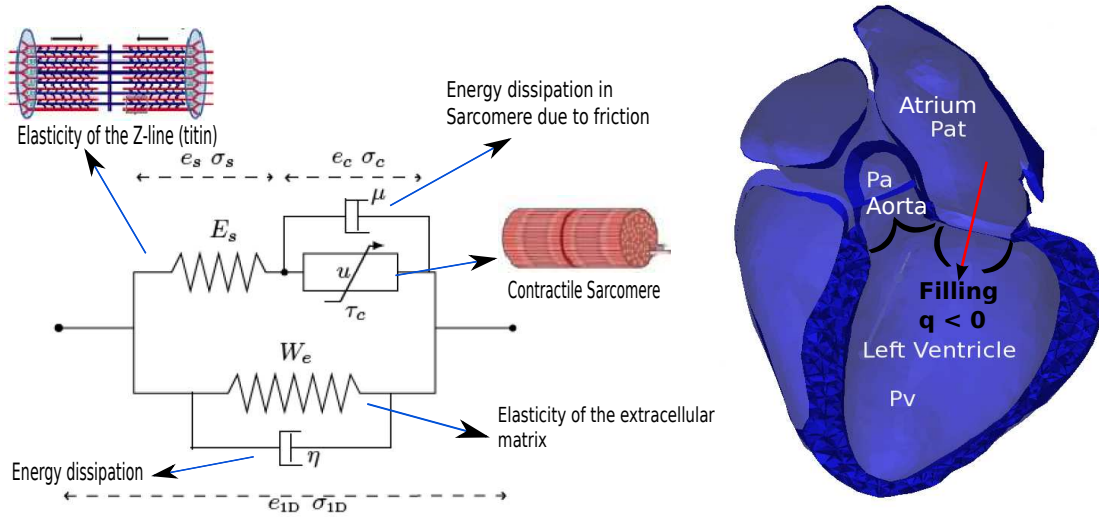 Elasticity of the Z-line (titin)
Energy dissipation in
Sarcomere due to friction
e_s σ_s
e_c σ_c
μ
E_s
u
τ_c
Contractile Sarcomere
W_e
Elasticity of the extracellular
matrix
η
Energy dissipation
e_1D σ_1D
Atrium
Pat
Pa
Aorta
Filling
q < 0
Left Ventricle
Pv